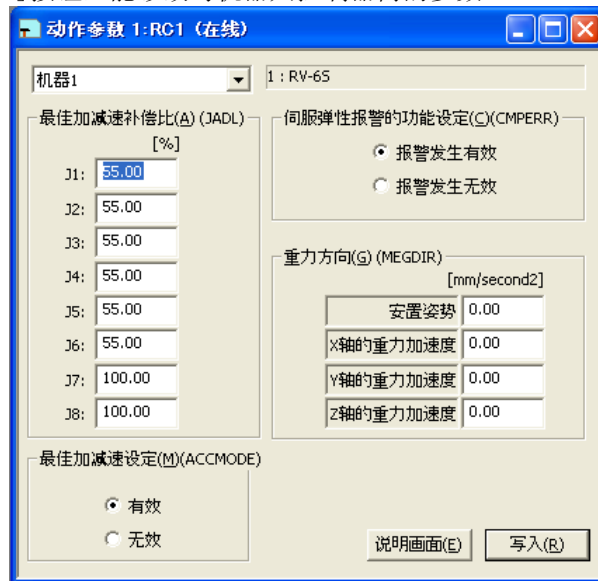 动作参数 1:RC1 (在线)
机器1
1 : RV-6S
最佳加减速补偿比(A) (JADL)
[%]
J1: 55.00
J2: 55.00
J3: 55.00
J4: 55.00
J5: 55.00
J6: 55.00
J7: 100.00
J8: 100.00
伺服弹性报警的功能设定(C)(CMPERR)
报警发生有效
报警发生无效
重力方向(G) (MEGDIR)
[mm/second2]
安置姿势 0.00
X轴的重力加速度 0.00
Y轴的重力加速度 0.00
Z轴的重力加速度 0.00
最佳加减速设定(M)(ACCMODE)
有效
无效
说明画面(E)
写入(R)